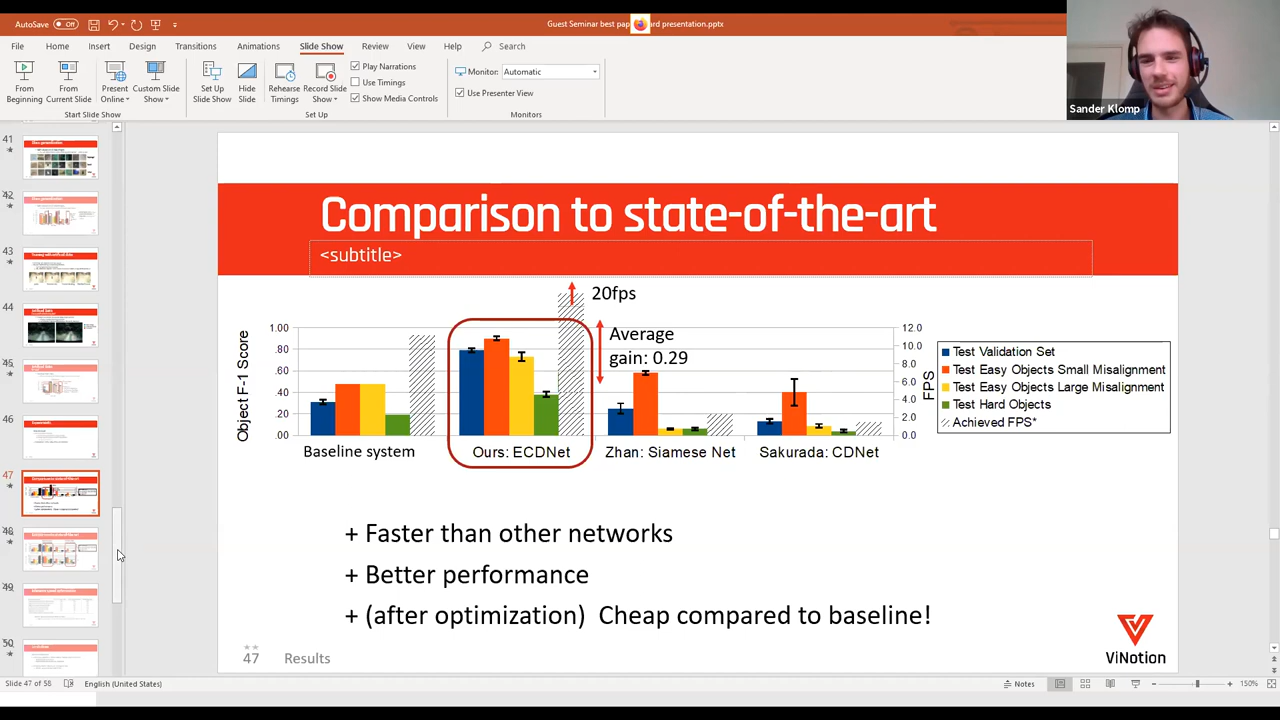 AutoSave Off
Guest Seminar best pap rd presentation.pptx
File Home Insert Design Transitions Animations Slide Show Review View Help Search
From Beginning
From Current Slide
Present Online
Custom Slide Show
Set Up Slide Show
Hide Slide
Rehearse Timings
Record Slide Show
Play Narrations
Use Timings
Show Media Controls
Monitor: Automatic
Use Presenter View
Start Slide Show
Set Up
Monitors
Sander Klomp
41
42
43
44
45
46
47
48
49
50
Comparison to state-of-the-art
<subtitle>
20fps
Average
gain: 0.29
Object F-1 Score
1.00
.80
.60
.40
.20
.00
12.0
10.0
8.0
6.0
4.0
2.0
0.0
FPS
Baseline system
Ours: ECDNet
Zhan: Siamese Net
Sakurada: CDNet
Test Validation Set
Test Easy Objects Small Misalignment
Test Easy Objects Large Misalignment
Test Hard Objects
Achieved FPS*
+ Faster than other networks
+ Better performance
+ (after optimization) Cheap compared to baseline!
47 Results
ViNotion
Slide 47 of 58 English (United States)
Notes
150%